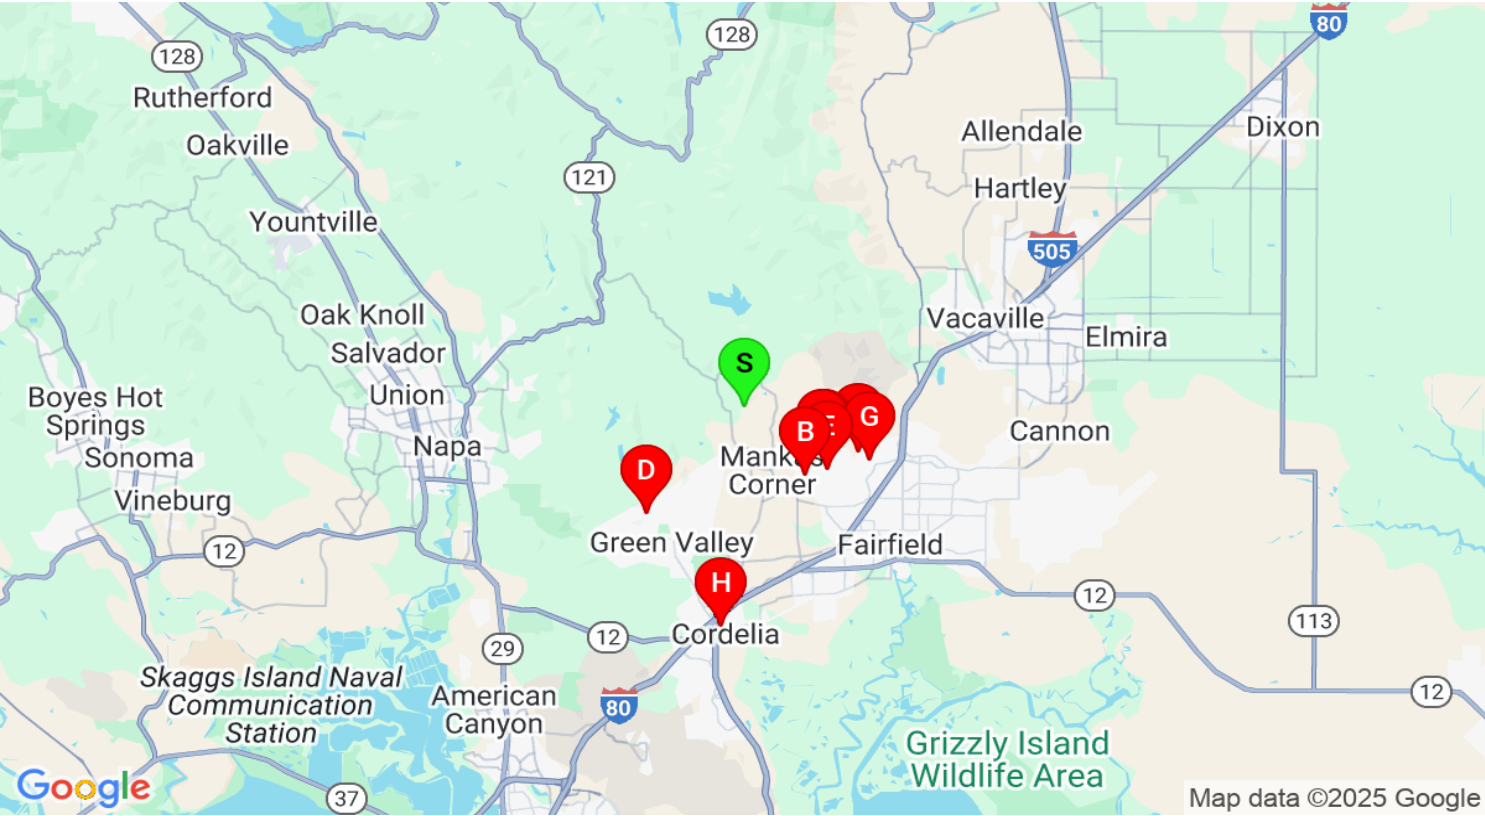 80
128
128
Rutherford
Dixon
Allendale
Oakville
121
Hartley
Yountville
505
Oak Knoll
Vacaville
Elmira
Salvador
S
Union
Boyes Hot
Springs
G
B
E
Cannon
Napa
Sonoma
Mankas
Corner
D
Vineburg
Green Valley
Fairfield
12
H
12
113
Cordelia
12
29
Skaggs Island Naval
Communication
Station
American
Canyon
12
80
Grizzly Island
Wildlife Area
Google
37
Map data ©2025 Google